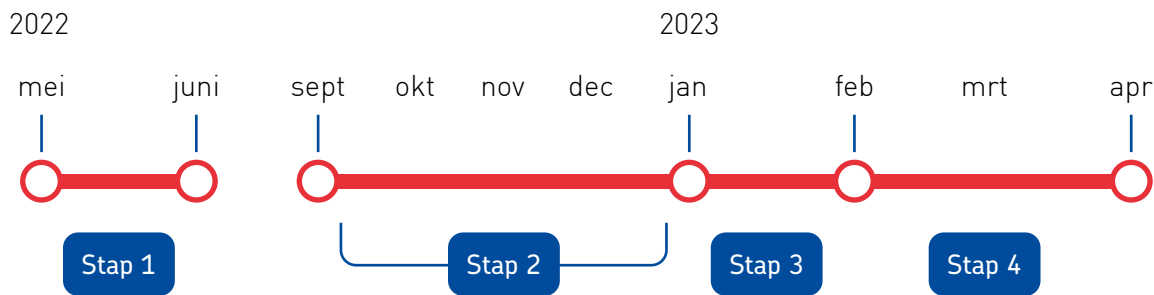 2022 2023
mei juni sept okt nov dec jan feb mrt apr
Stap 1 Stap 2 Stap 3 Stap 4